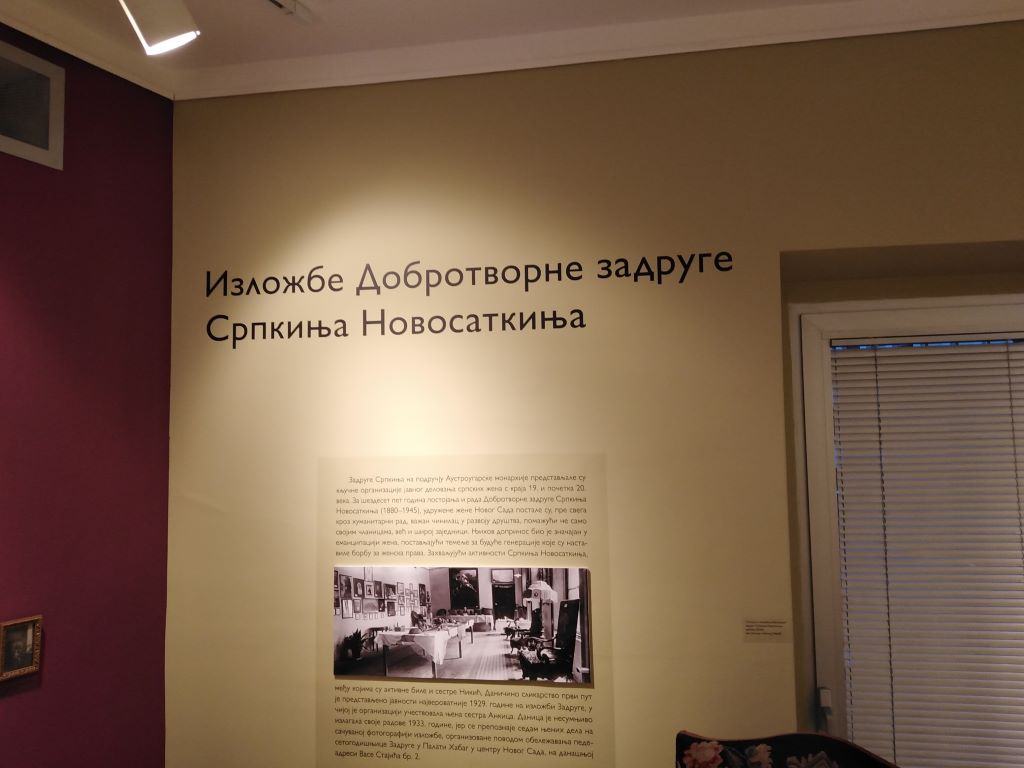 Изложбе Добротворне задруге
Српкиња Новосаткиња
Задруге Српкиња на подручју Аустроугарске монархије представљале су
кључне организације јавног деловања српских жена с краја 19. и почетка 20.
века. За шездесет пет година постојања и рада Добротворне задруге Српкиња
Новосаткиња (1880–1945), удружене жене Новог Сада постале су, пре свега
кроз хуманитарни рад, важан чинилац у развоју друштва, помажући не само
својим чланицама, већ и широј заједници. Њихов допринос био је значајан у
еманципацији жена, постављајући темеље за будуће генерације које су наста-
виле борбу за женска права. Захваљујући активности Српкиња Новосаткиња,
међу којима су активне биле и сестре Никић, Даничино сликарство први пут
је представљено јавности највероватније 1929. године на изложби Задруге, у
чијој је организацији учествовала њена сестра Анкица. Даница је несумњиво
излагала своје радове 1933. године, јер се препознаје седам њених дела на
сачуваној фотографији изложбе, организоване поводом обележавања педе-
сетогодишњице Задруге у Палати Хабаг у центру Новог Сада, на данашњој
адреси Васе Стајића бр. 2.